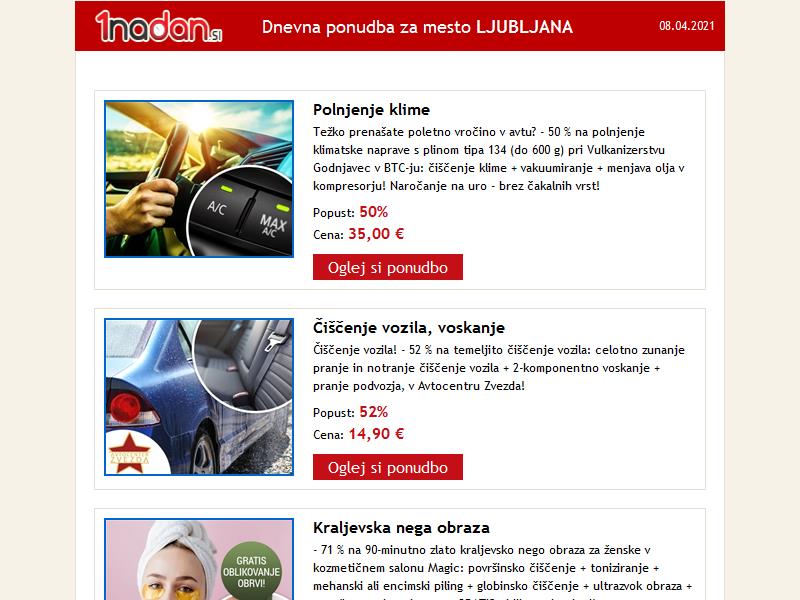 1nadan.si
Dnevna ponudba za mesto LJUBLJANA
08.04.2021
Polnjenje klime
Težko prenašate poletno vročino v avtu? - 50 % na polnjenje
klimatske naprave s plinom tipa 134 (do 600 g) pri Vulkanizerstvu
Godnjavec v BTC-ju: čiščenje klime + vakuumiranje + menjava olja v
kompresorju! Naročanje na uro - brez čakalnih vrst!
A/C
MAX
A/C
Popust: 50%
Cena: 35,00 €
Oglej si ponudbo
Čiščenje vozila, voskanje
Čiščenje vozila! - 52 % na temeljito čiščenje vozila: celotno zunanje
pranje in notranje čiščenje vozila + 2-komponentno voskanje +
pranje podvozja, v Avtocentru Zvezda!
Popust: 52%
Cena: 14,90 €
ZVEZDA
Oglej si ponudbo
Kraljevska nega obraza
- 71 % na 90-minutno zlato kraljevsko nego obraza za ženske v
kozmetičnem salonu Magic: površinsko čiščenje + toniziranje +
mehanski ali encimski piling + globinsko čiščenje + ultrazvok obraza +
GRATIS
OBLIKOVANJE
OBRVI!